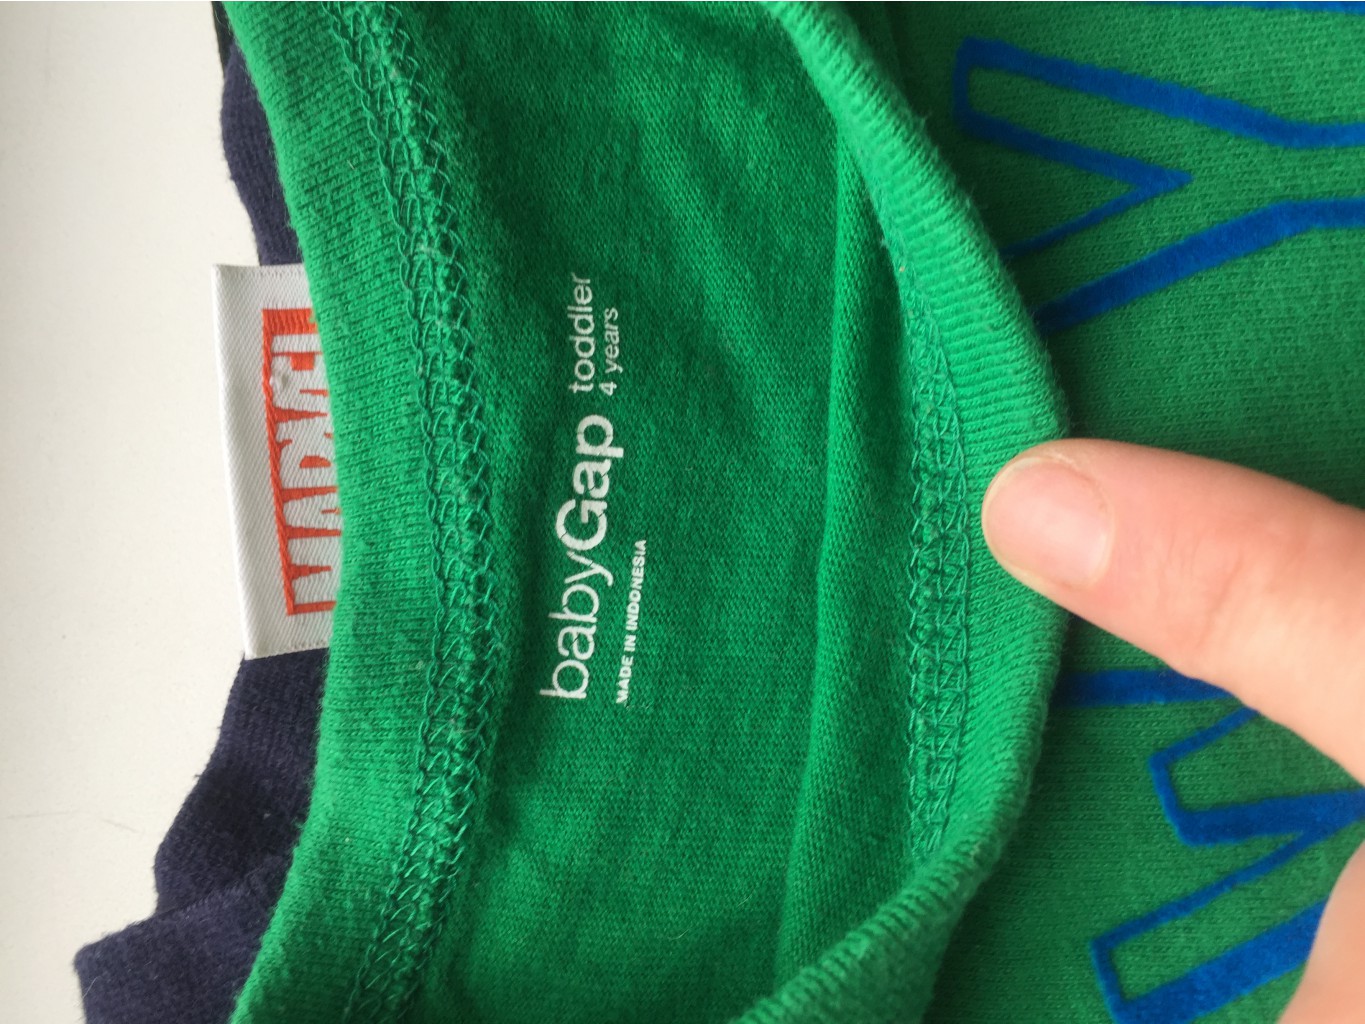 MARVEL
babyGap toddler
4 years
MADE IN INDONESIA